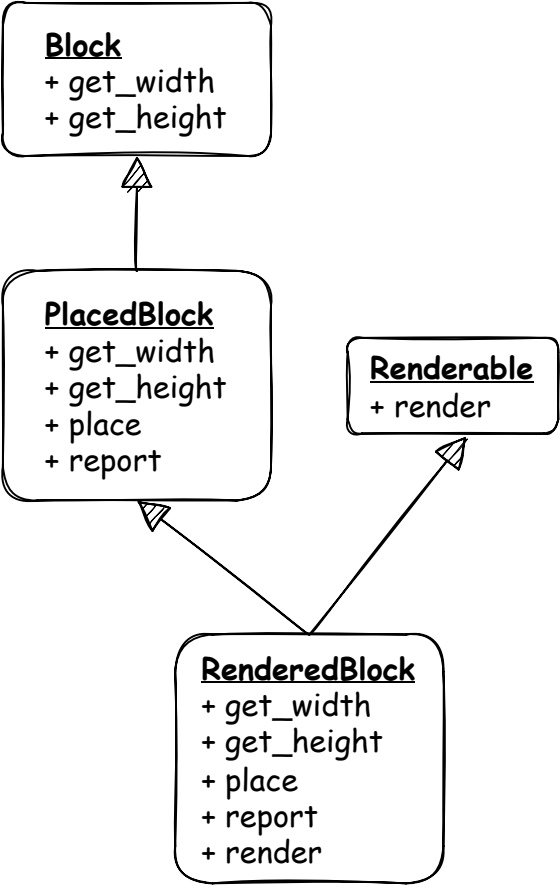 Block
+ get_width
+ get_height
PlacedBlock
+ get_width
+ get_height
+ place
+ report
Renderable
+ render
RenderedBlock
+ get_width
+ get_height
+ place
+ report
+ render